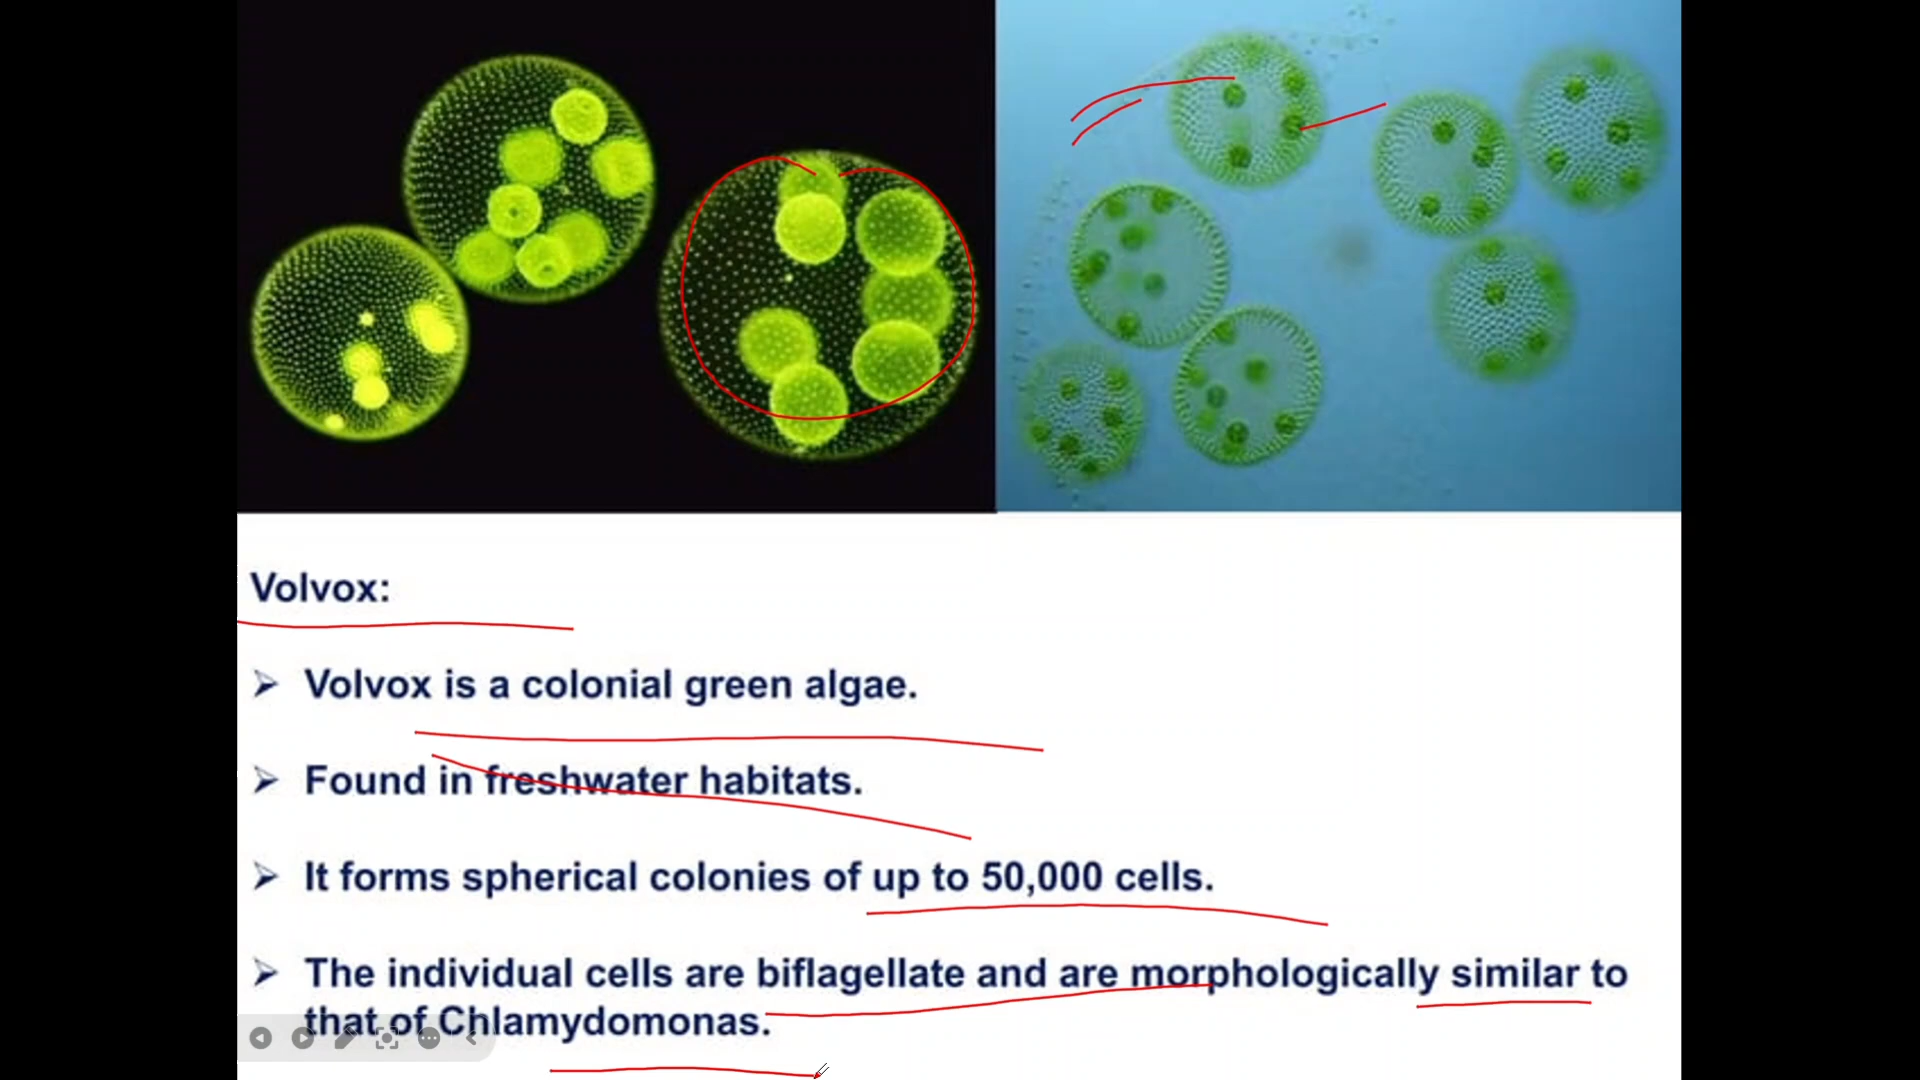 Volvox:
➢ Volvox is a colonial green algae.
➢ Found in freshwater habitats.
➢ It forms spherical colonies of up to 50,000 cells.
➢ The individual cells are biflagellate and are morphologically similar to
that of Chlamydomonas.